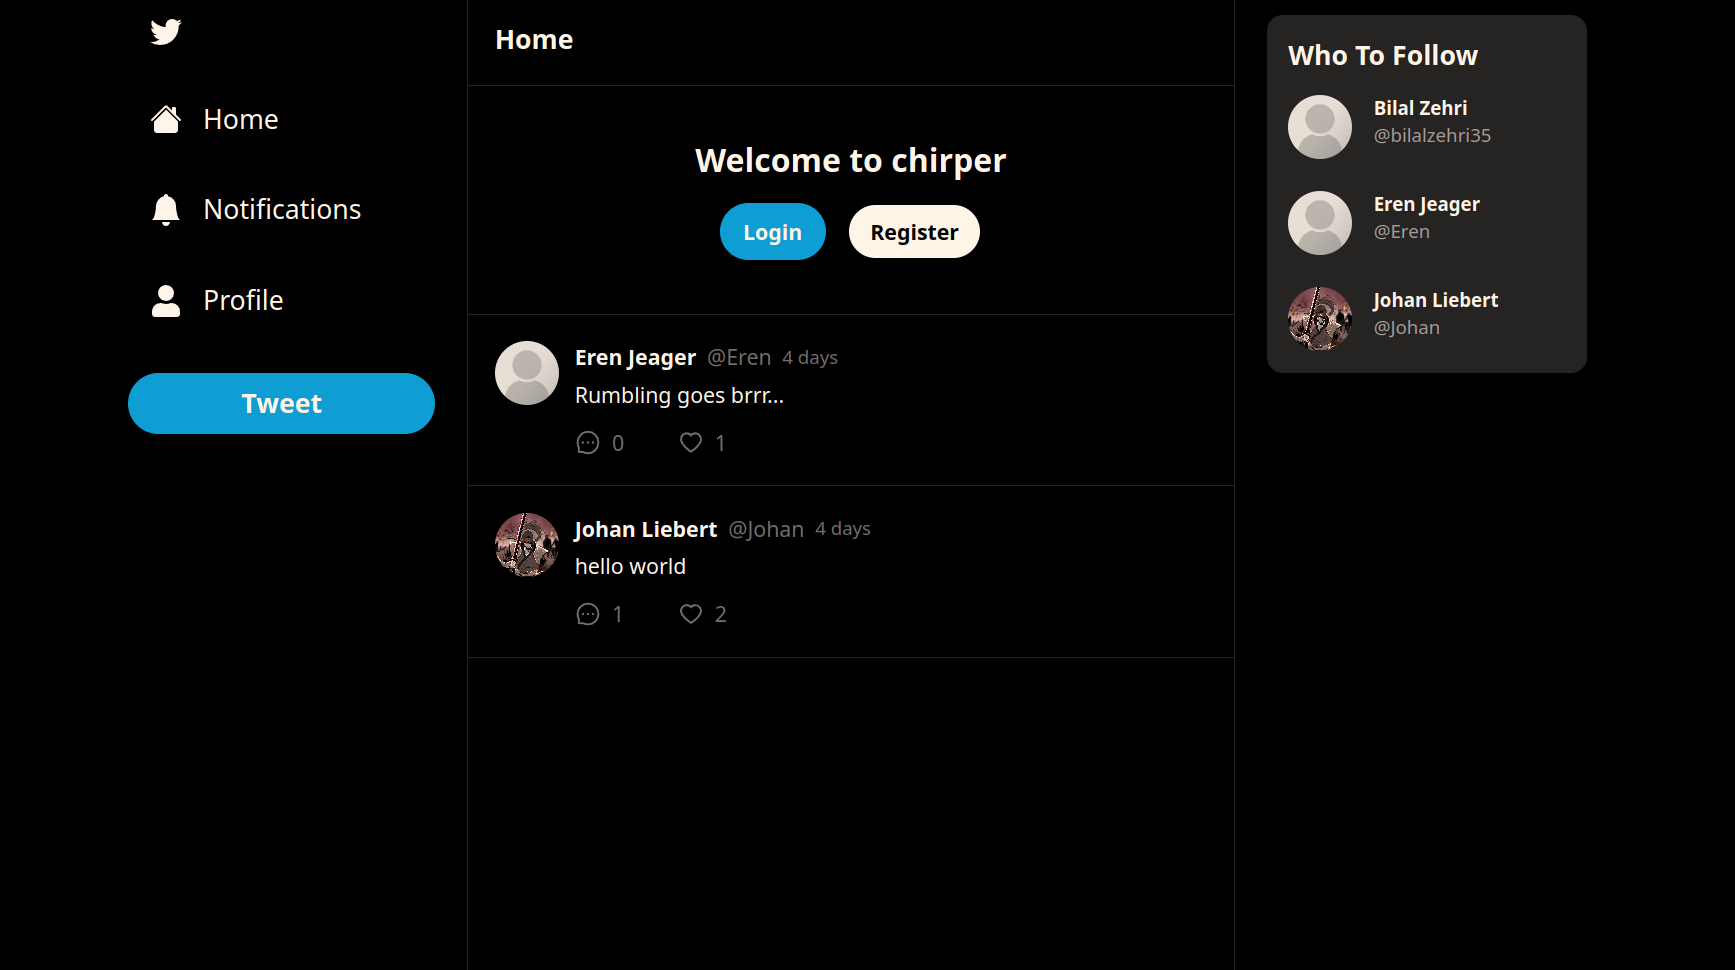 Home
Notifications
Profile
Tweet
Home
Welcome to chirper
Login Register
Eren Jeager @Eren 4 days
Rumbling goes brrr...
0 1
Johan Liebert @Johan 4 days
hello world
1 2
Who To Follow
Bilal Zehri
@bilalzehri35
Eren Jeager
@Eren
Johan Liebert
@Johan